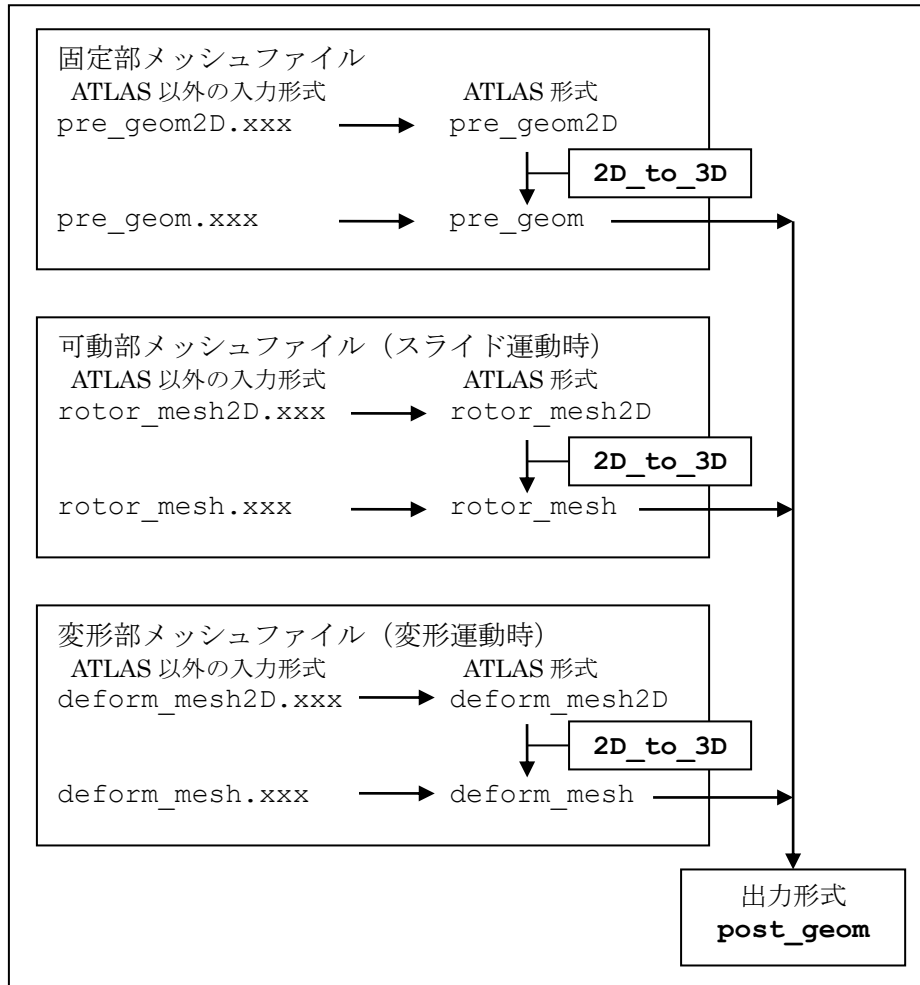 固定部メッシュファイル
ATLAS 以外の入力形式 ATLAS 形式
pre_geom2D.xxx pre_geom2D
2D_to_3D
pre_geom.xxx pre_geom
可動部メッシュファイル（スライド運動時）
ATLAS 以外の入力形式 ATLAS 形式
rotor_mesh2D.xxx rotor_mesh2D
2D_to_3D
rotor_mesh.xxx rotor_mesh
変形部メッシュファイル（変形運動時）
ATLAS 以外の入力形式 ATLAS 形式
deform_mesh2D.xxx deform_mesh2D
2D_to_3D
deform_mesh.xxx deform_mesh
出力形式
post_geom